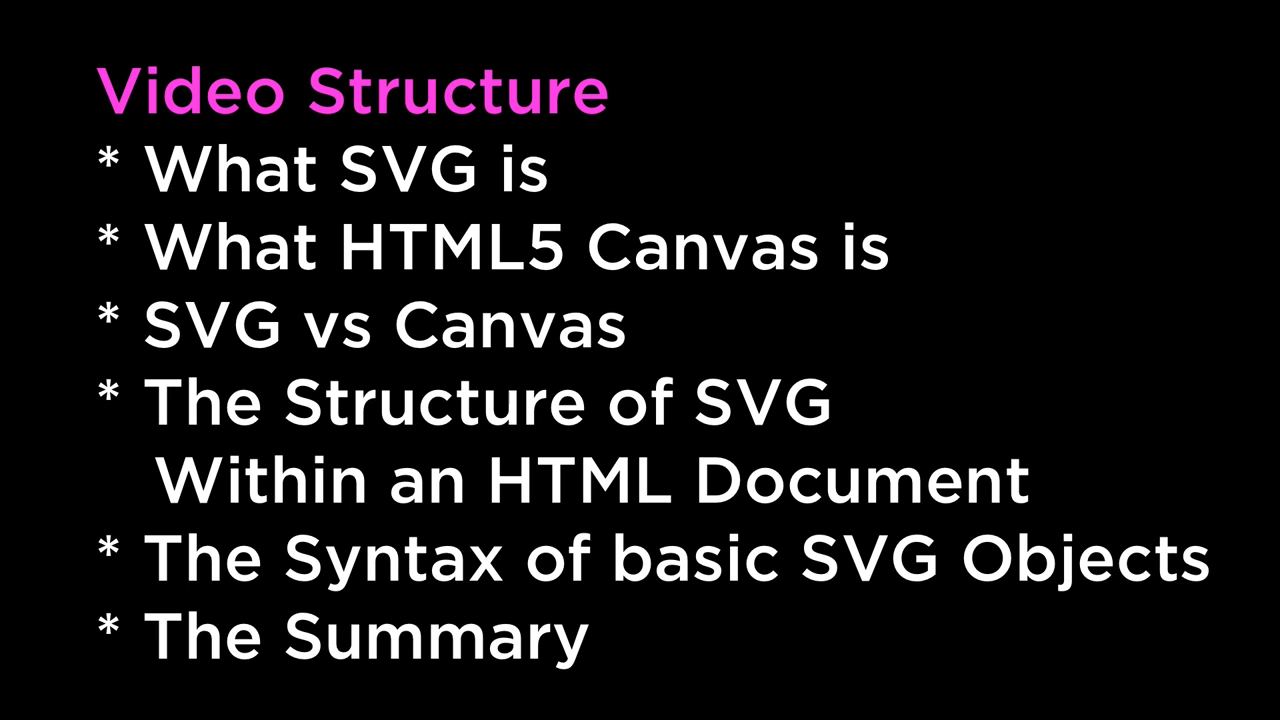 Video Structure
* What SVG is
* What HTML5 Canvas is
* SVG vs Canvas
* The Structure of SVG
Within an HTML Document
* The Syntax of basic SVG Objects
* The Summary